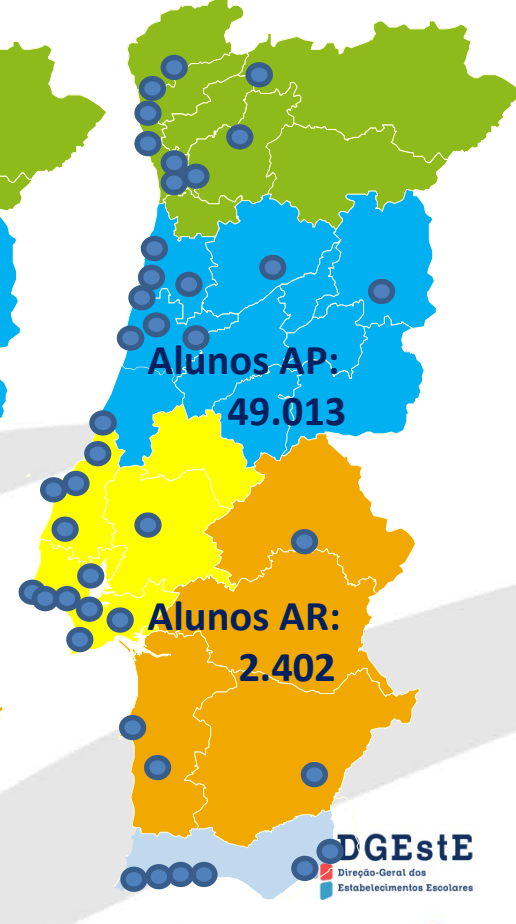 Alunos AP:
49.013
Alunos AR:
2.402
DGEstE
Direção-Geral dos
Estabelecimentos Escolares